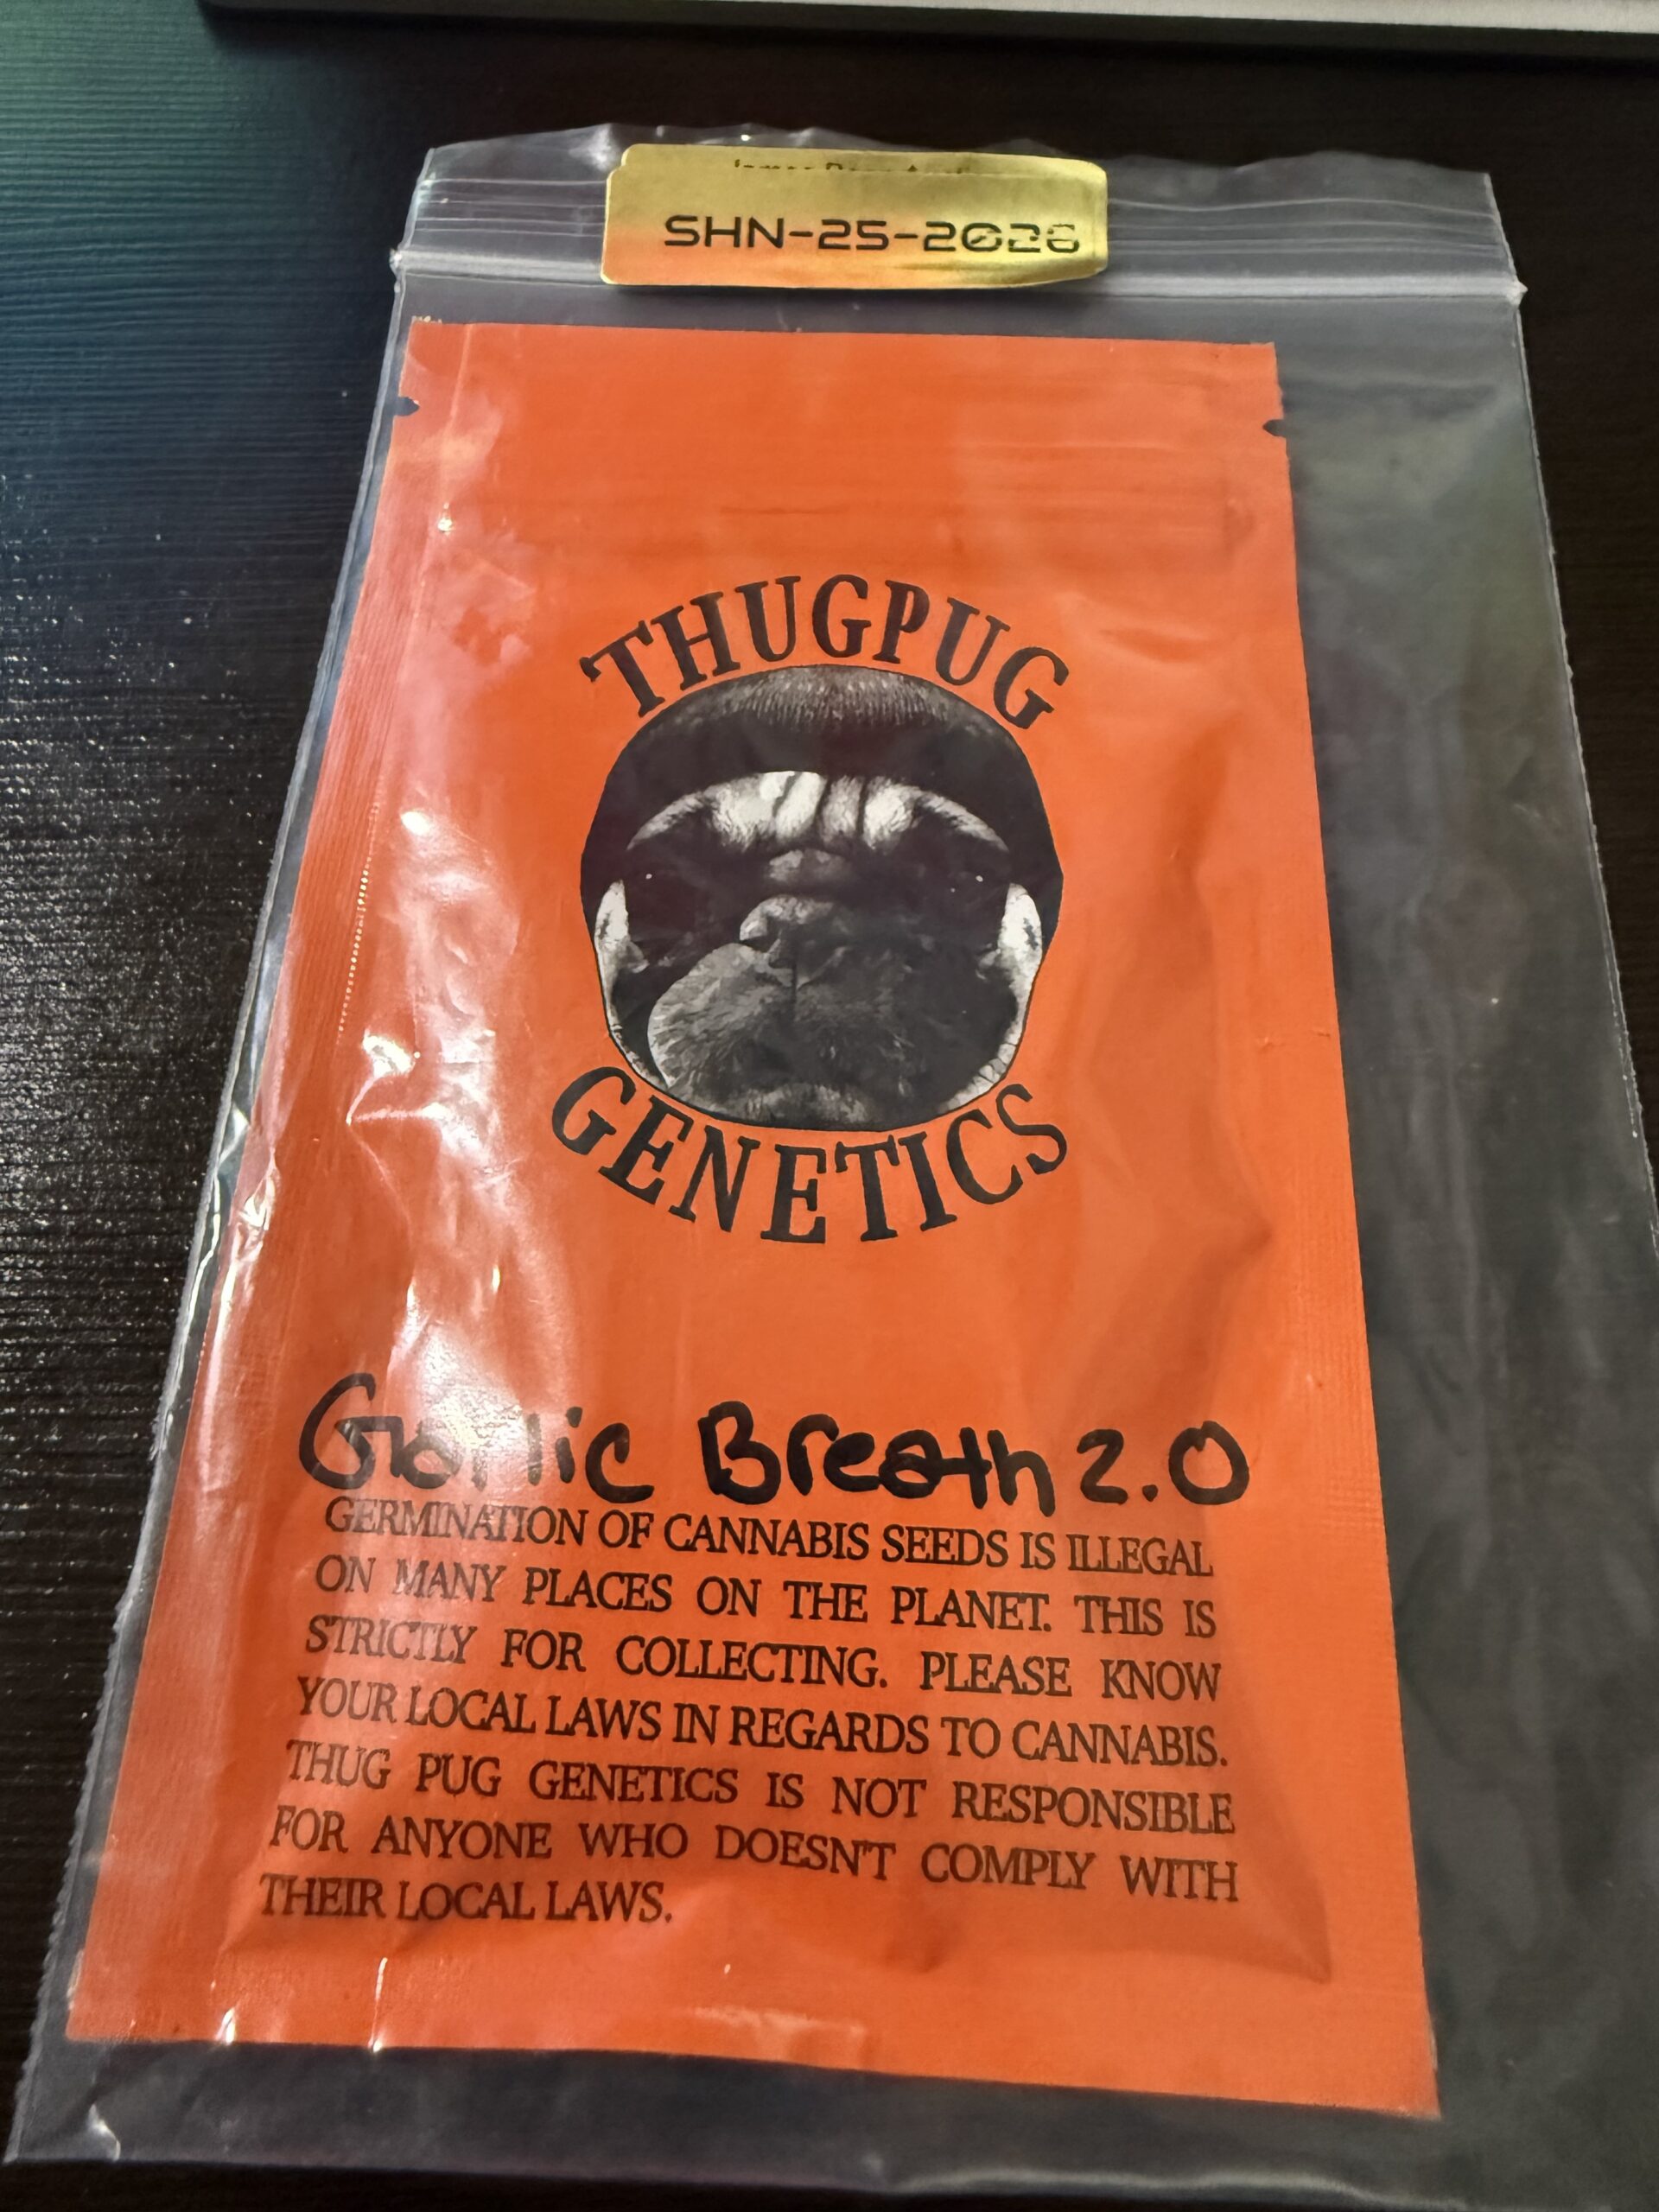 SHN-25-2026
THUGPUG
GENETICS
Garlic Breath 2.0
GERMINATION OF CANNABIS SEEDS IS ILLEGAL
ON MANY PLACES ON THE PLANET. THIS IS
STRICTLY FOR COLLECTING. PLEASE KNOW
YOUR LOCAL LAWS IN REGARDS TO CANNABIS.
THUG PUG GENETICS IS NOT RESPONSIBLE
FOR ANYONE WHO DOESN'T COMPLY WITH
THEIR LOCAL LAWS.